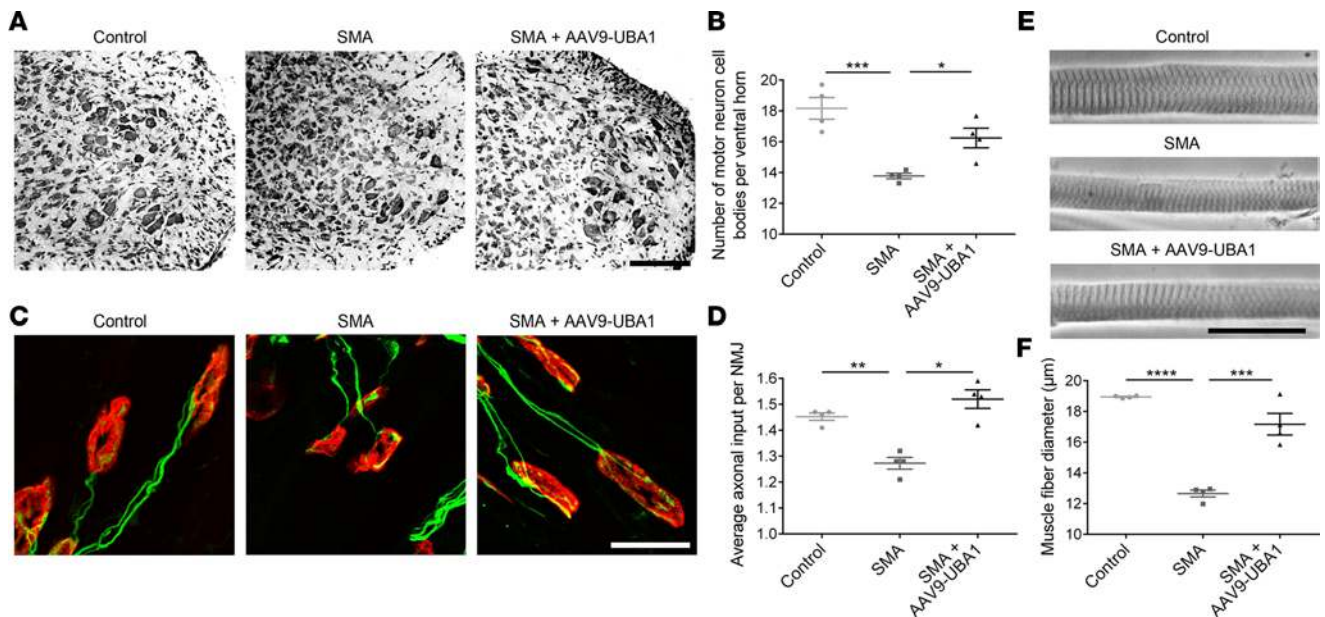 A
Control
SMA
SMA + AAV9-UBA1
B
Number of motor neuron cell
bodies per ventral horn
20
18
16
14
12
10
***
*
Control
SMA
SMA +
AAV9-UBA1
C
Control
SMA
SMA + AAV9-UBA1
D
Average axonal input per NMJ
1.6
1.5
1.4
1.3
1.2
1.1
1.0
**
*
Control
SMA
SMA +
AAV9-UBA1
E
Control
SMA
SMA + AAV9-UBA1
F
Muscle fiber diameter (μm)
20
18
16
14
12
10
****
***
Control
SMA
SMA +
AAV9-UBA1